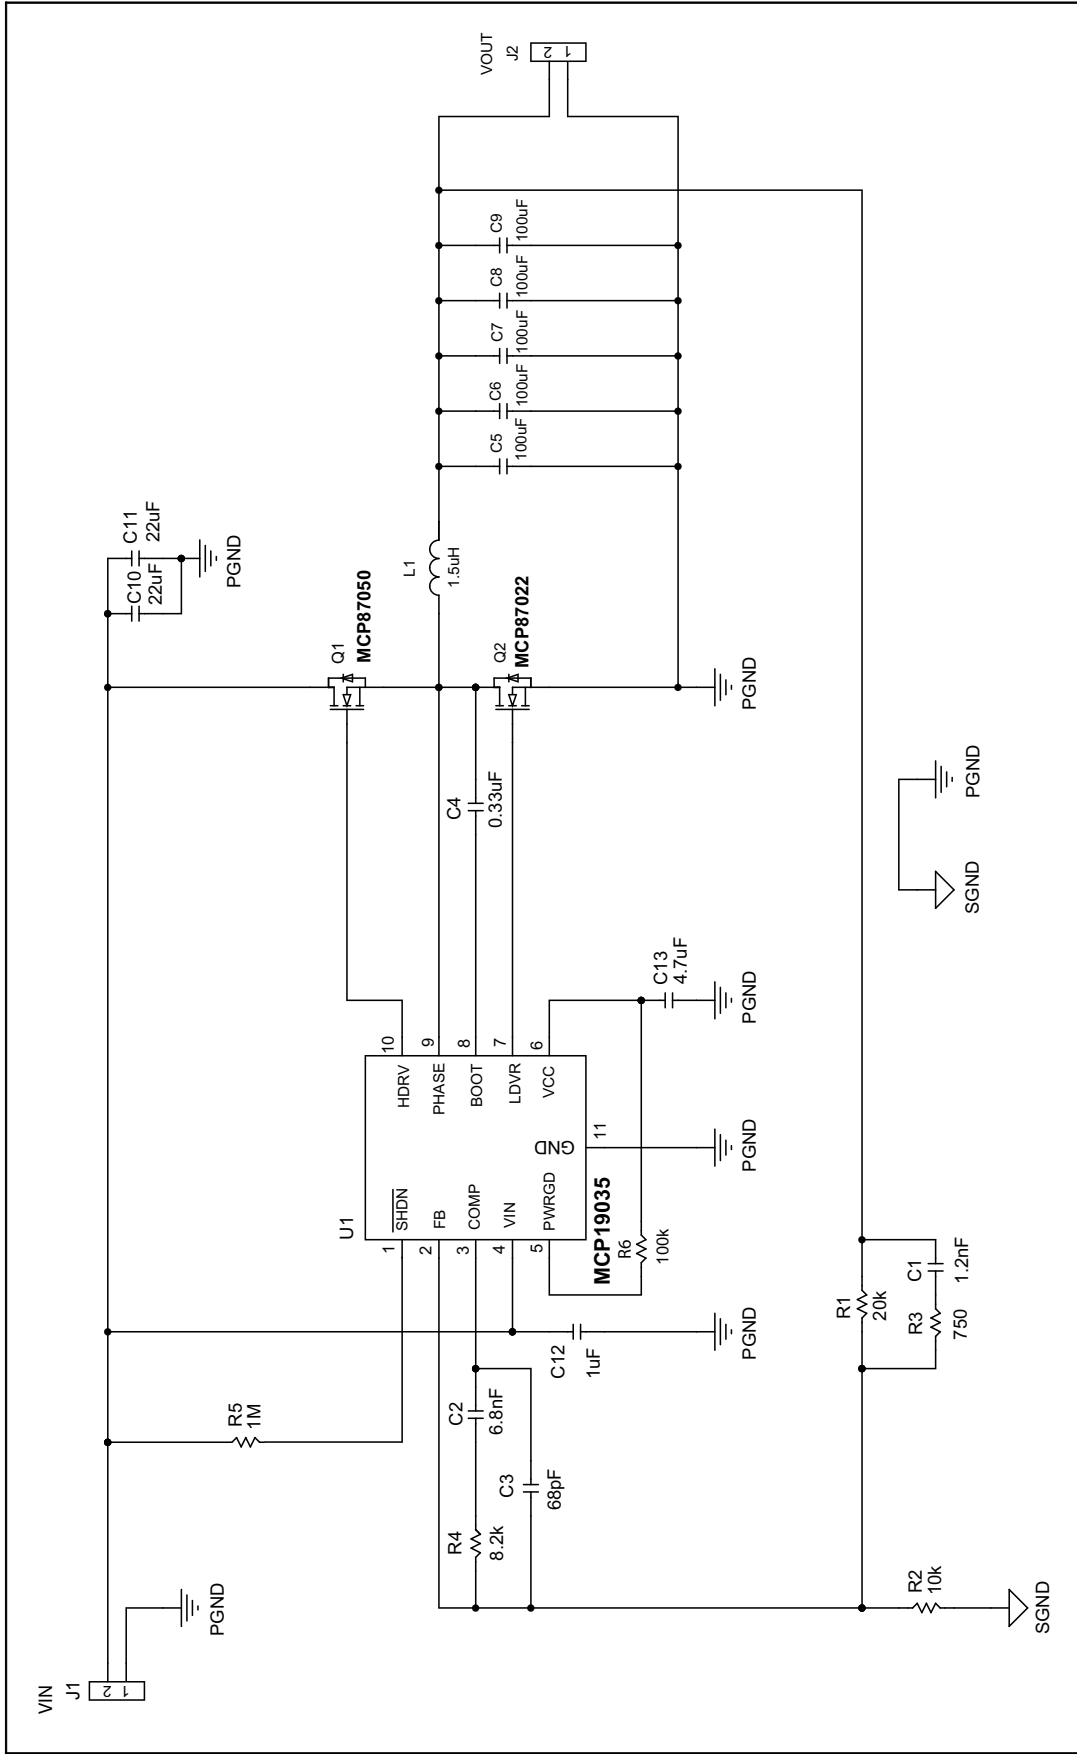 VIN
J1
2
1
PGND
R5
1M
C10
22uF
C11
22uF
PGND
Q1
MCP87050
L1
1.5uH
Q2
MCP87022
PGND
C5
100uF
C6
100uF
C7
100uF
C8
100uF
C9
100uF
VOUT
J2
2
1
U1
1
SHDN
2
FB
3
COMP
4
VIN
5
PWRGD
10
HDRV
9
PHASE
8
BOOT
7
LDVR
6
VCC
GND
11
MCP19035
C4
0.33uF
R4
8.2k
C2
6.8nF
C3
68pF
C12
1uF
PGND
R6
100k
PGND
C13
4.7uF
PGND
R1
20k
R3
750
C1
1.2nF
R2
10k
SGND
SGND
PGND